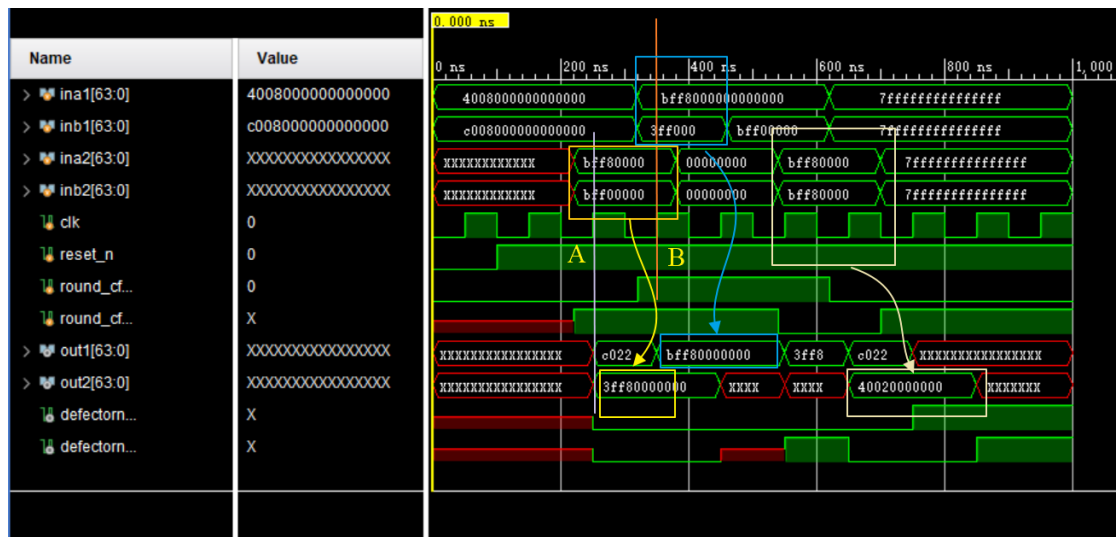 0.000 ns
Name Value
0 ns 200 ns 400 ns 600 ns 800 ns 1,000
ina1[63:0] 4008000000000000 4008000000000000 bff8000000000000 7fffffffffffffff
inb1[63:0] c008000000000000 c008000000000000 3ff000 bff00000 7fffffffffffffff
ina2[63:0] XXXXXXXXXXXXXXXX XXXXXXXXXXXX bff80000 00000000 bff80000 7fffffffffffffff
inb2[63:0] XXXXXXXXXXXXXXXX XXXXXXXXXXXX bff00000 00000000 bff80000 7fffffffffffffff
clk 0
reset_n 0 A B
round_cf... 0
round_cf... X
out1[63:0] XXXXXXXXXXXXXXXX XXXXXXXXXXXXXXXX c022 bff80000000 3ff8 c022 XXXXXXXXXXXXXXXX
out2[63:0] XXXXXXXXXXXXXXXX XXXXXXXXXXXXXXXX 3ff80000000 XXXX XXXX 40020000000 XXXXXXX
defectorn... X
defectorn... X